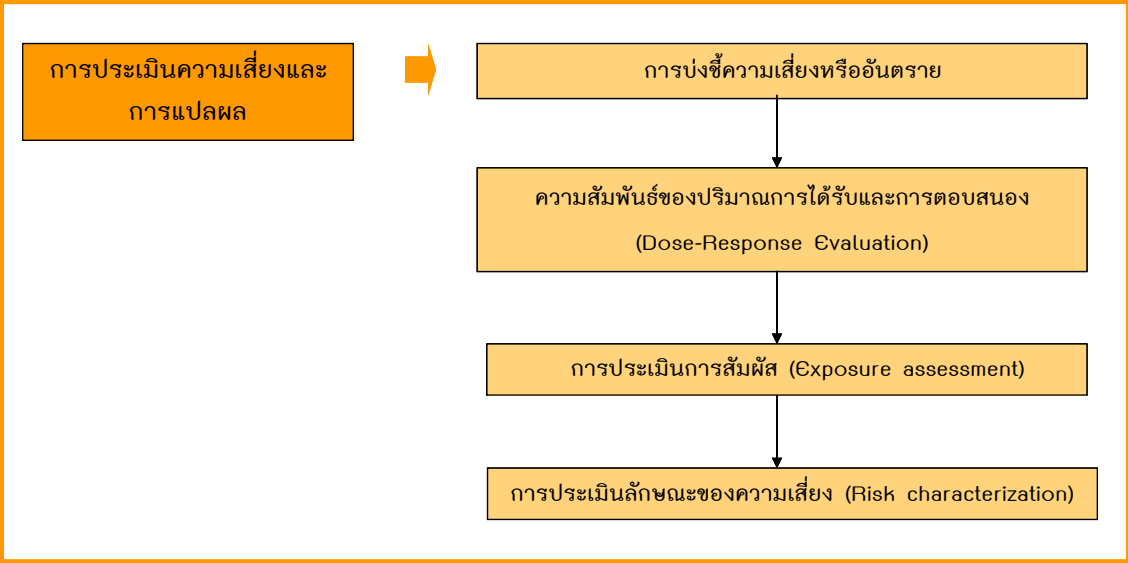 การประเมินความเสี่ยงและ
การแปลผล
การบ่งชี้ความเสี่ยงหรืออันตราย
ความสัมพันธ์ของปริมาณการได้รับและการตอบสนอง
(Dose-Response Evaluation)
การประเมินการสัมผัส (Exposure assessment)
การประเมินลักษณะของความเสี่ยง (Risk characterization)